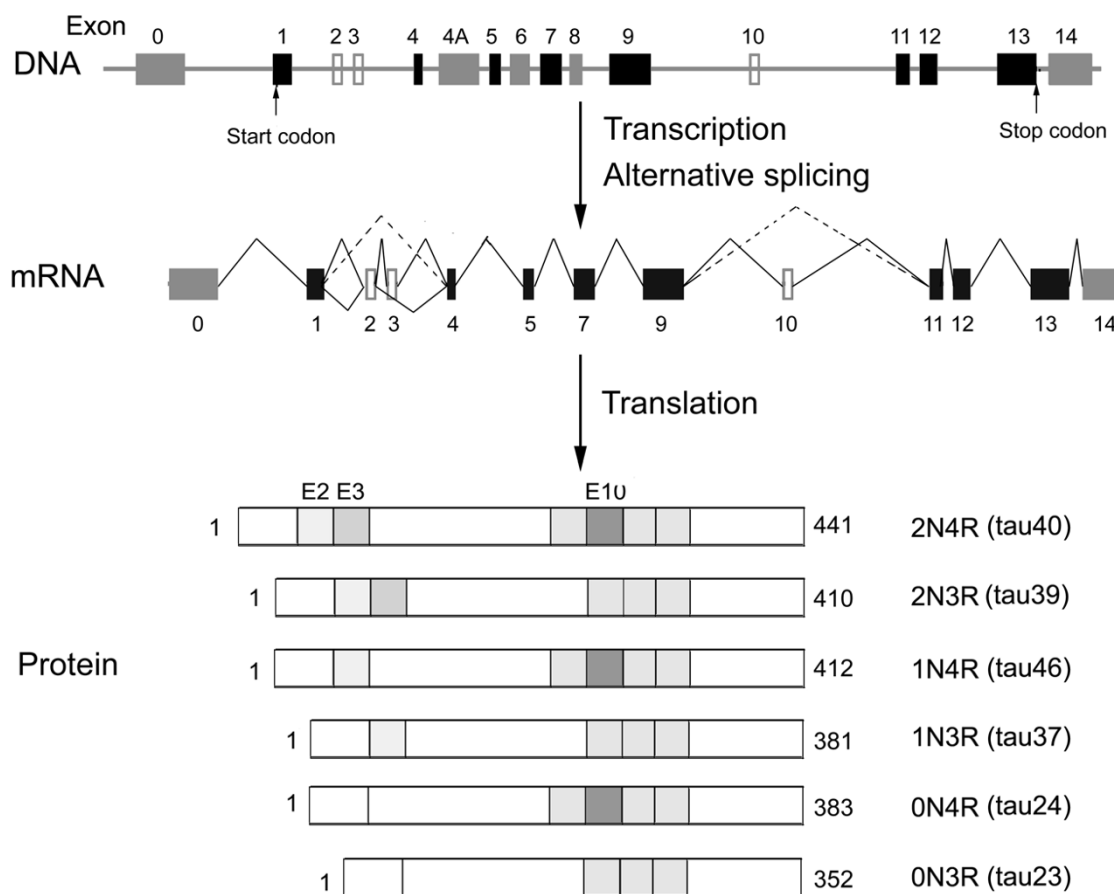 Exon
0 1 2 3 4 4A 5 6 7 8 9 10 11 12 13 14
DNA
Start codon
Stop codon
Transcription
Alternative splicing
mRNA
0 1 2 3 4 5 7 9 10 11 12 13 14
Translation
E2 E3 E10
1 441 2N4R (tau40)
1 410 2N3R (tau39)
1 412 1N4R (tau46)
Protein
1 381 1N3R (tau37)
1 383 0N4R (tau24)
1 352 0N3R (tau23)